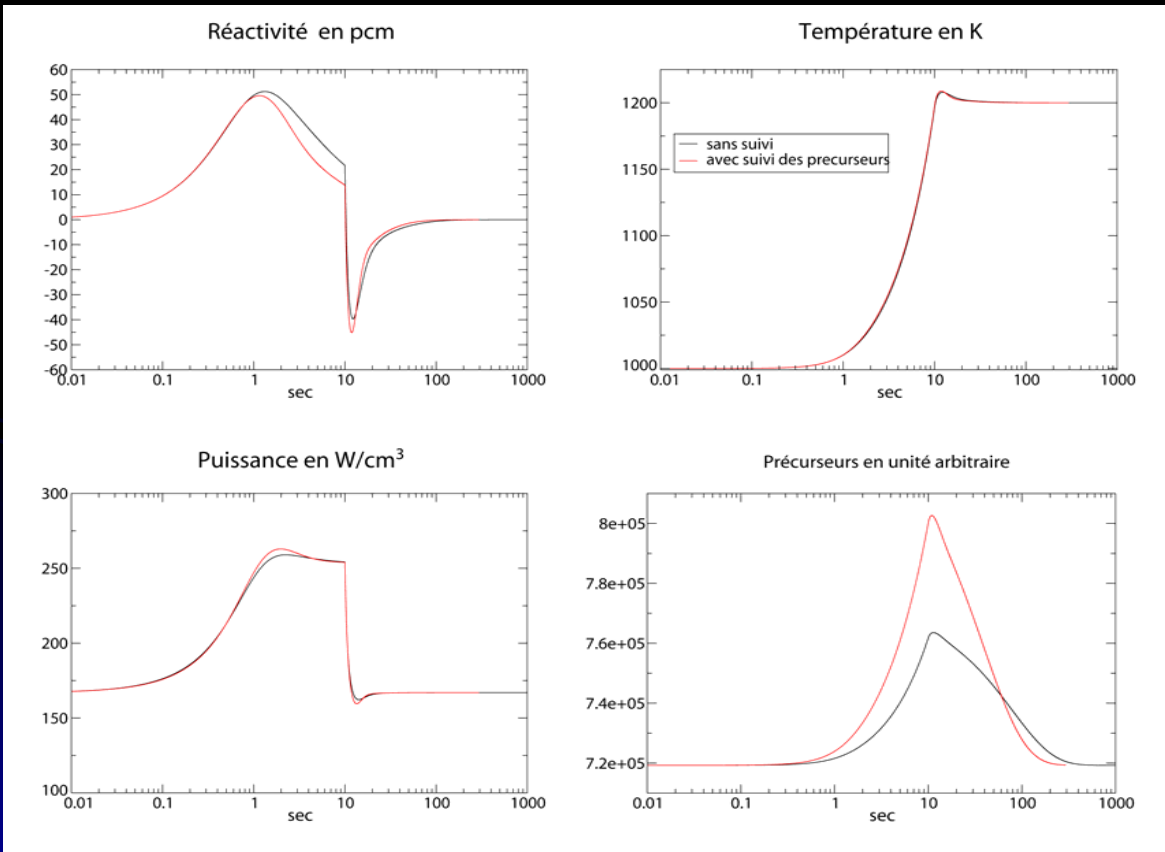 Réactivité en pcm
60
50
40
30
20
10
0
-10
-20
-30
-40
-50
-60
0.01 0.1 1 10 100 1000
sec
Température en K
1200
1150
1100
1050
1000
sans suivi
avec suivi des precurseurs
0.01 0.1 1 10 100 1000
sec
Puissance en W/cm³
300
250
200
150
100
0.01 0.1 1 10 100 1000
sec
Précurseurs en unité arbitraire
8e+05
7.8e+05
7.6e+05
7.4e+05
7.2e+05
0.01 0.1 1 10 100 1000
sec